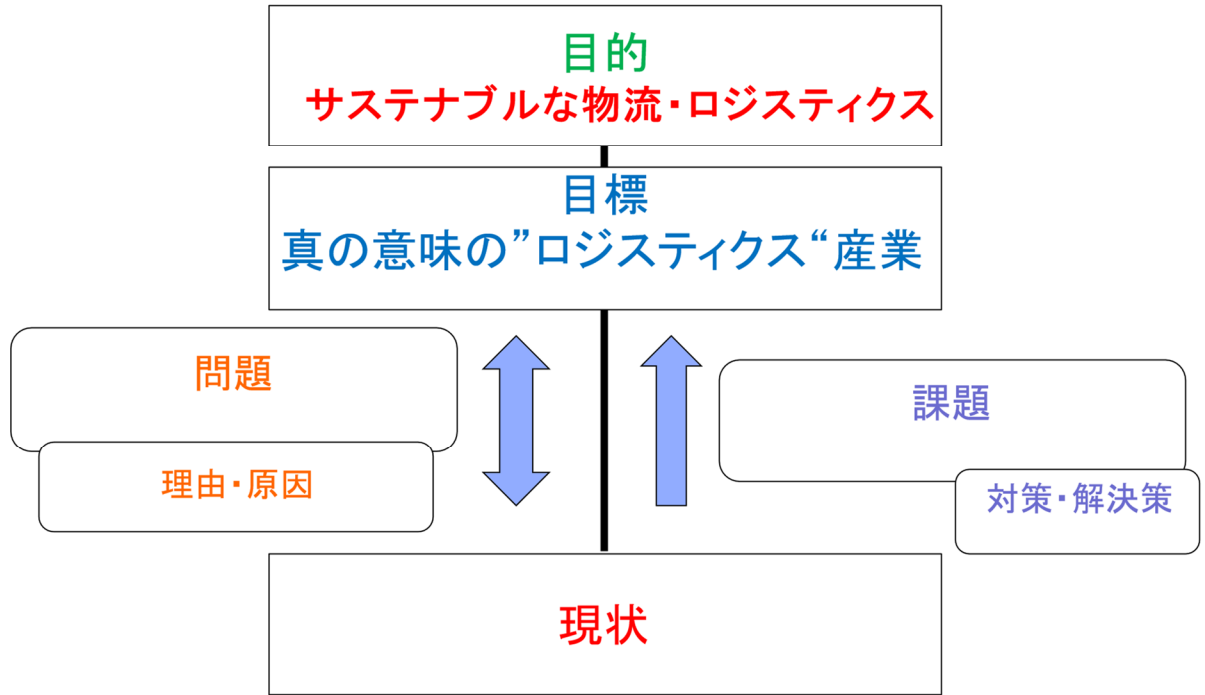 目的
サステナブルな物流・ロジスティクス
目標
真の意味の”ロジスティクス“産業
問題
理由・原因
課題
対策・解決策
現状